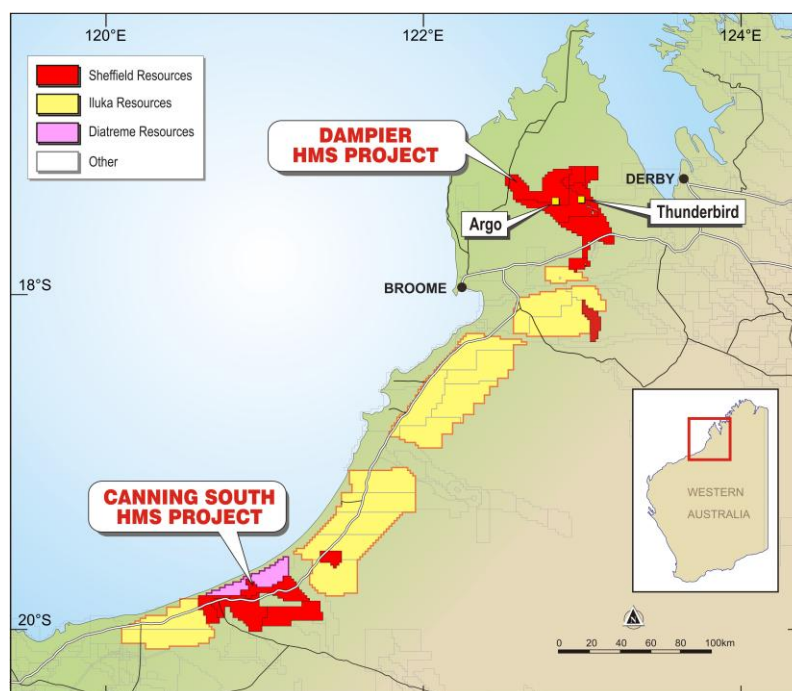 120°E
122°E
124°E
Sheffield Resources
Iluka Resources
Diatreme Resources
Other
DAMPIER
HMS PROJECT
DERBY
Argo
Thunderbird
BROOME
18°S
CANNING SOUTH
HMS PROJECT
WESTERN
AUSTRALIA
20°S
N
0 20 40 60 80 100km